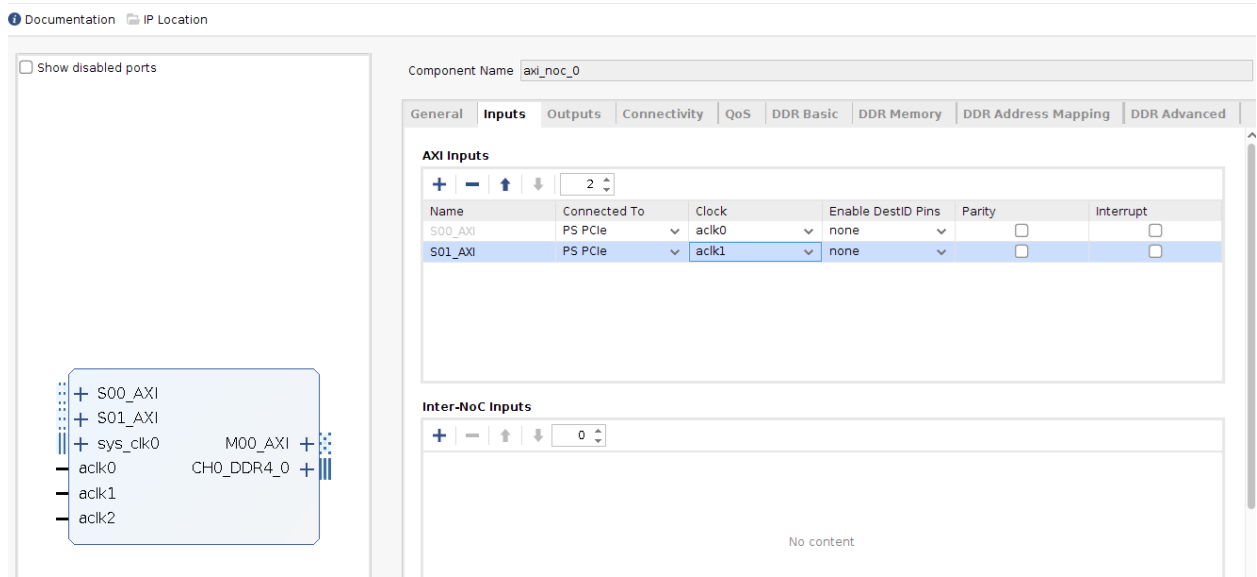 Documentation IP Location
Show disabled ports
Component Name axi_noc_0
General Inputs Outputs Connectivity QoS DDR Basic DDR Memory DDR Address Mapping DDR Advanced
AXI Inputs
2
Name Connected To Clock Enable DestID Pins Parity Interrupt
S00_AXI PS PCIe aclk0 none
S01_AXI PS PCIe aclk1 none
S00_AXI
S01_AXI
sys_clk0 M00_AXI
aclk0 CH0_DDR4_0
aclk1
aclk2
Inter-NoC Inputs
0
No content